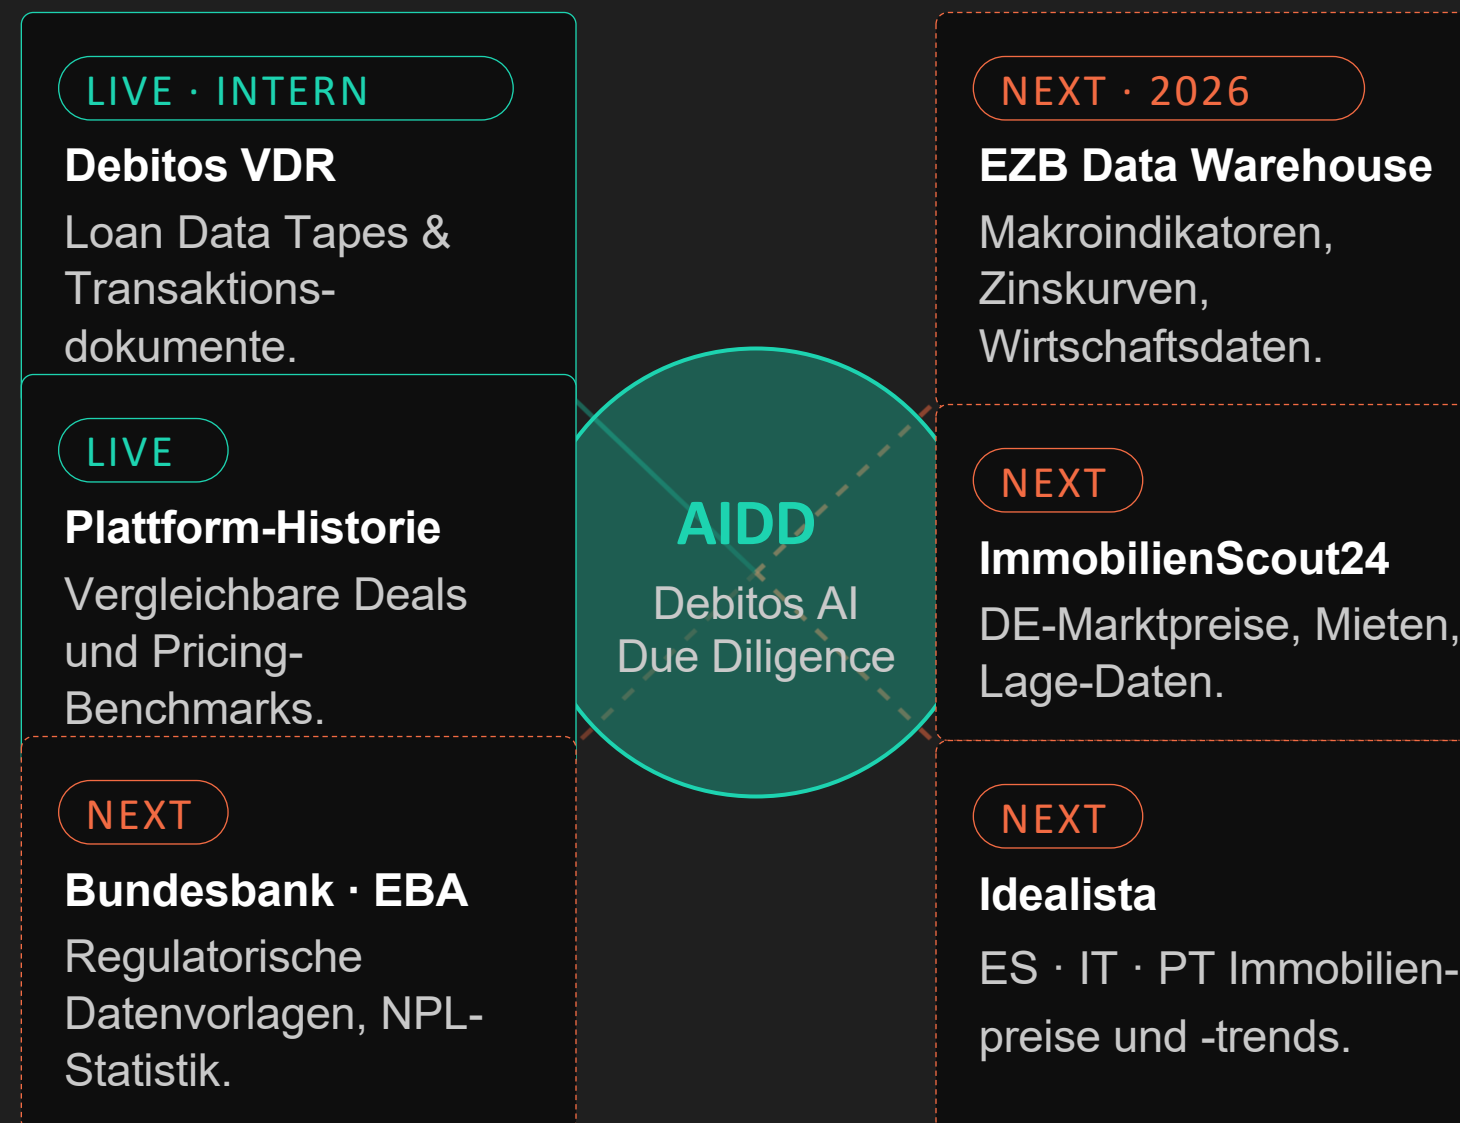 LIVE · INTERN
Debitos VDR
Loan Data Tapes &
Transaktions-
dokumente.
LIVE
Plattform-Historie
Vergleichbare Deals
und Pricing-
Benchmarks.
NEXT
Bundesbank · EBA
Regulatorische
Datenvorlagen, NPL-
Statistik.
AIDD
Debitos AI
Due Diligence
NEXT · 2026
EZB Data Warehouse
Makroindikatoren,
Zinskurven,
Wirtschaftsdaten.
NEXT
ImmobilienScout24
DE-Marktpreise, Mieten,
Lage-Daten.
NEXT
Idealista
ES · IT · PT Immobilien-
preise und -trends.